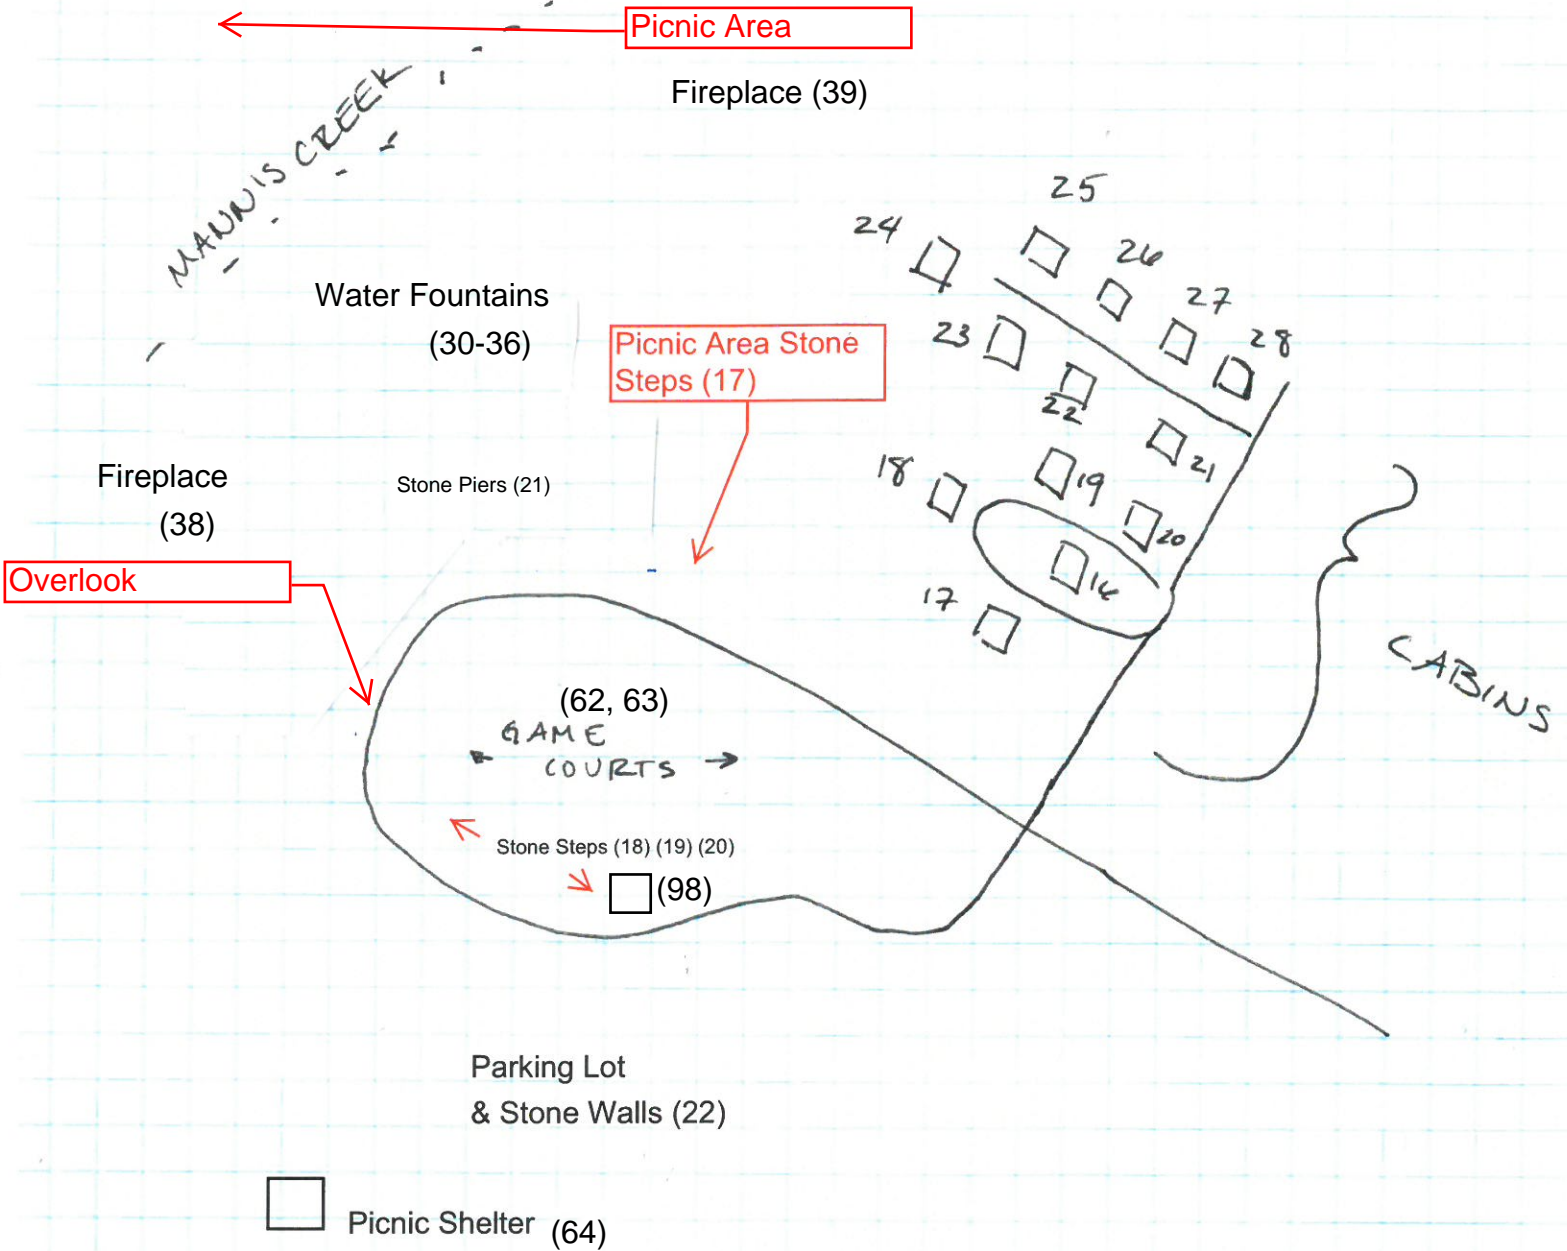 Picnic Area
Fireplace (39)
MANN'S CREEK
25
24
26
27
28
Water Fountains
(30-36)
23
Picnic Area Stone
Steps (17)
22
21
Fireplace
(38)
Stone Piers (21)
18
19
20
Overlook
16
17
CABINS
(62, 63)
GAME
COURTS
Stone Steps (18) (19) (20)
(98)
Parking Lot
& Stone Walls (22)
Picnic Shelter (64)